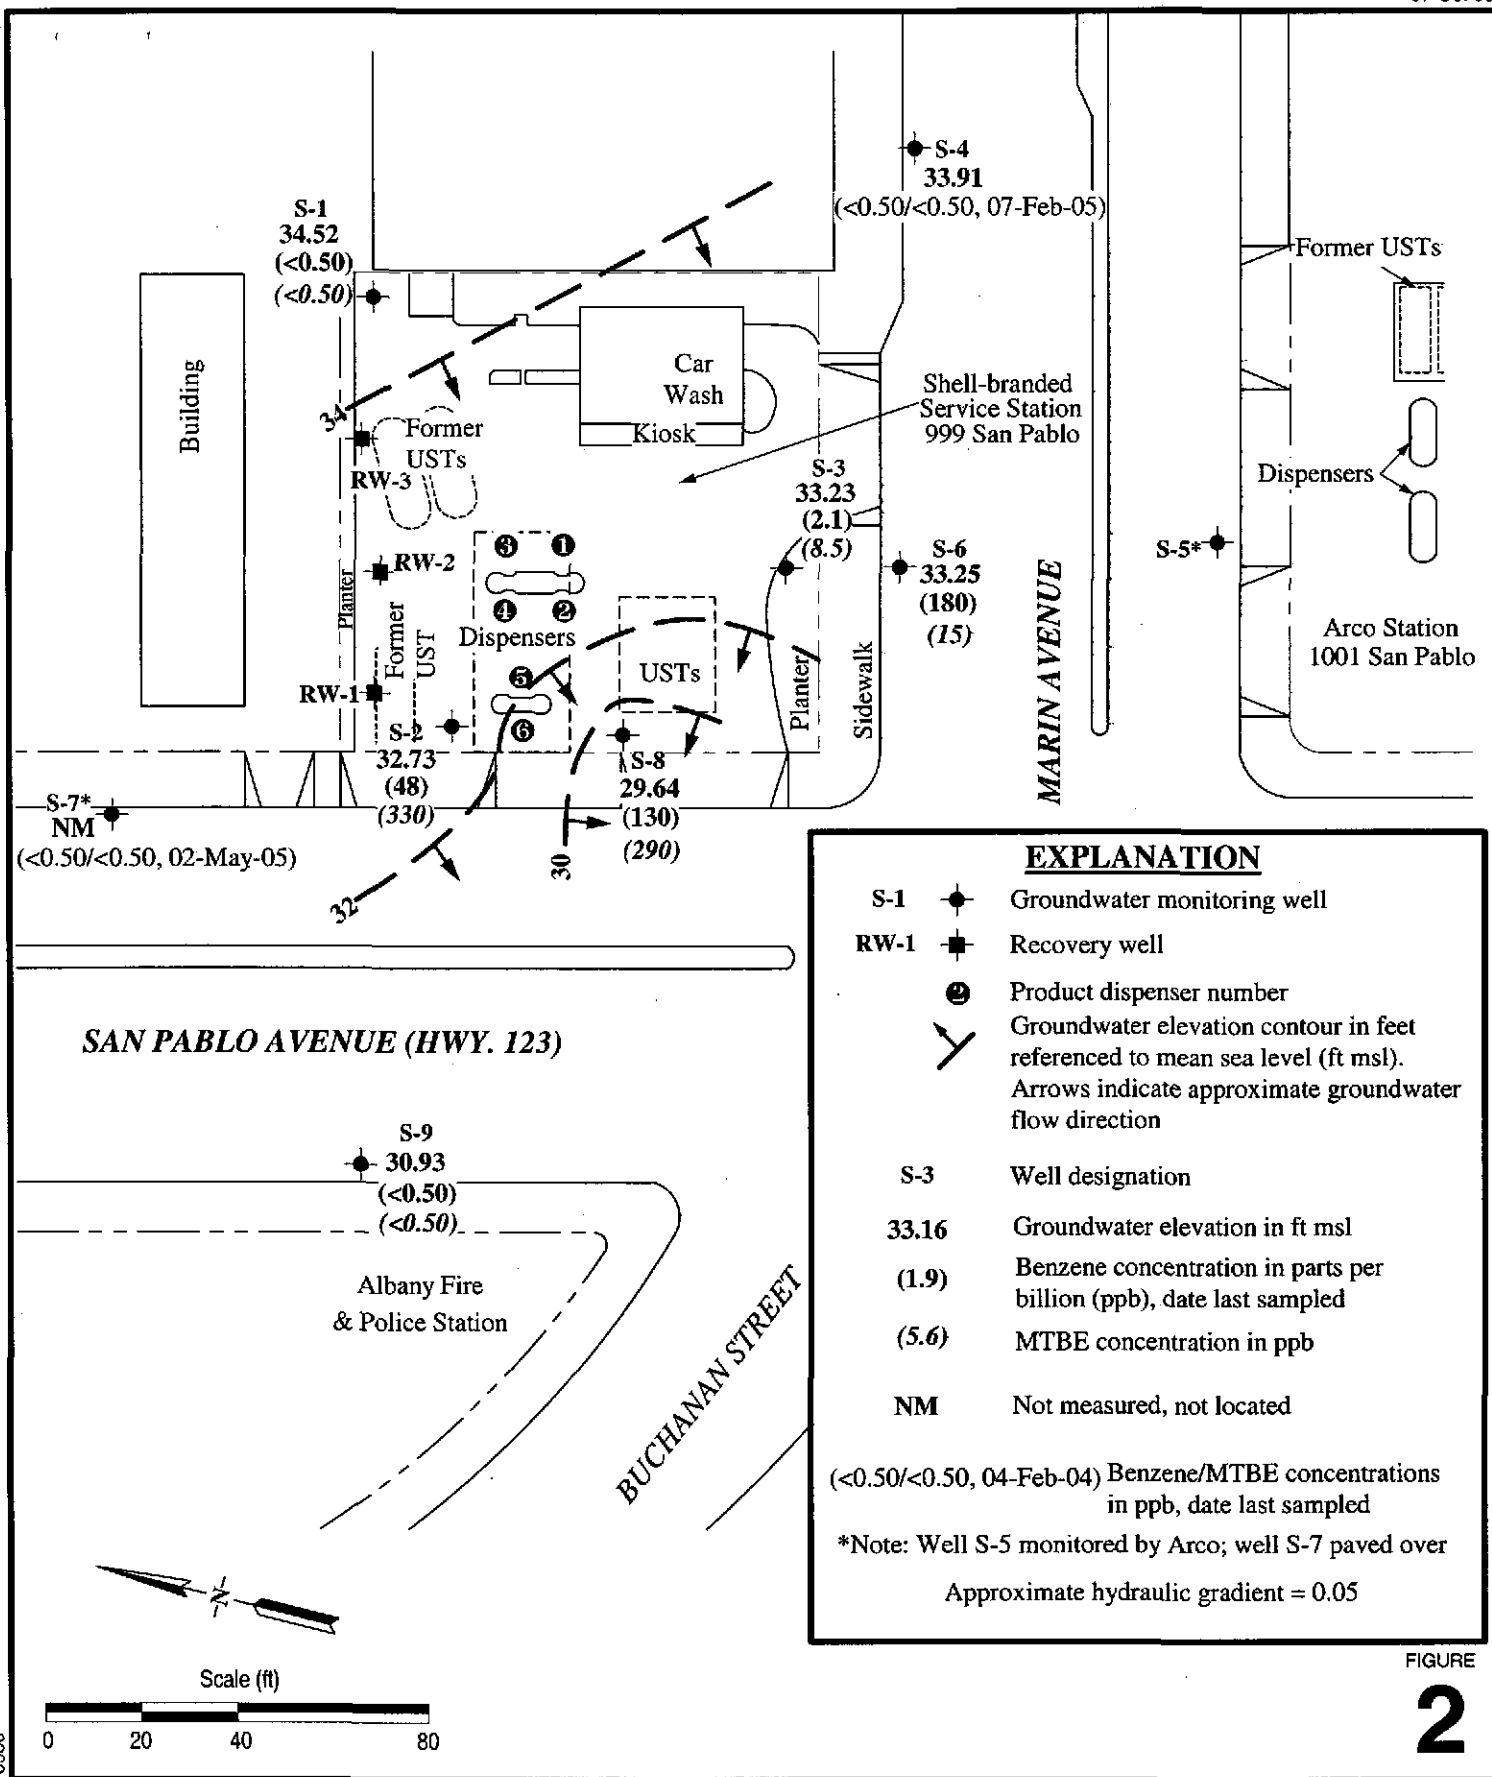 S-4
33.91
(<0.50/<0.50, 07-Feb-05)
S-1
34.52
(<0.50)
(<0.50)
Former USTs
Building
Car
Wash
Kiosk
Shell-branded
Service Station
999 San Pablo
34
Former
USTs
RW-3
S-3
33.23
(2.1)
(8.5)
Dispensers
3
1
RW-2
S-6
33.25
(180)
(15)
S-5*
Planter
4
2
Dispensers
Former
UST
MARIN AVENUE
Arco Station
1001 San Pablo
USTs
5
RW-1
Planter
Sidewalk
6
S-2
32.73
(48)
(330)
S-8
29.64
(130)
(290)
S-7*
NM
(<0.50/<0.50, 02-May-05)
30
32
SAN PABLO AVENUE (HWY. 123)
S-9
30.93
(<0.50)
(<0.50)
Albany Fire
& Police Station
BUCHANAN STREET
EXPLANATION
S-1 Groundwater monitoring well
RW-1 Recovery well
2 Product dispenser number
Groundwater elevation contour in feet
referenced to mean sea level (ft msl).
Arrows indicate approximate groundwater
flow direction
S-3 Well designation
33.16 Groundwater elevation in ft msl
(1.9) Benzene concentration in parts per
billion (ppb), date last sampled
(5.6) MTBE concentration in ppb
NM Not measured, not located
(<0.50/<0.50, 04-Feb-04) Benzene/MTBE concentrations
in ppb, date last sampled
*Note: Well S-5 monitored by Arco; well S-7 paved over
Approximate hydraulic gradient = 0.05
N
Scale (ft)
0 20 40 80
FIGURE
2